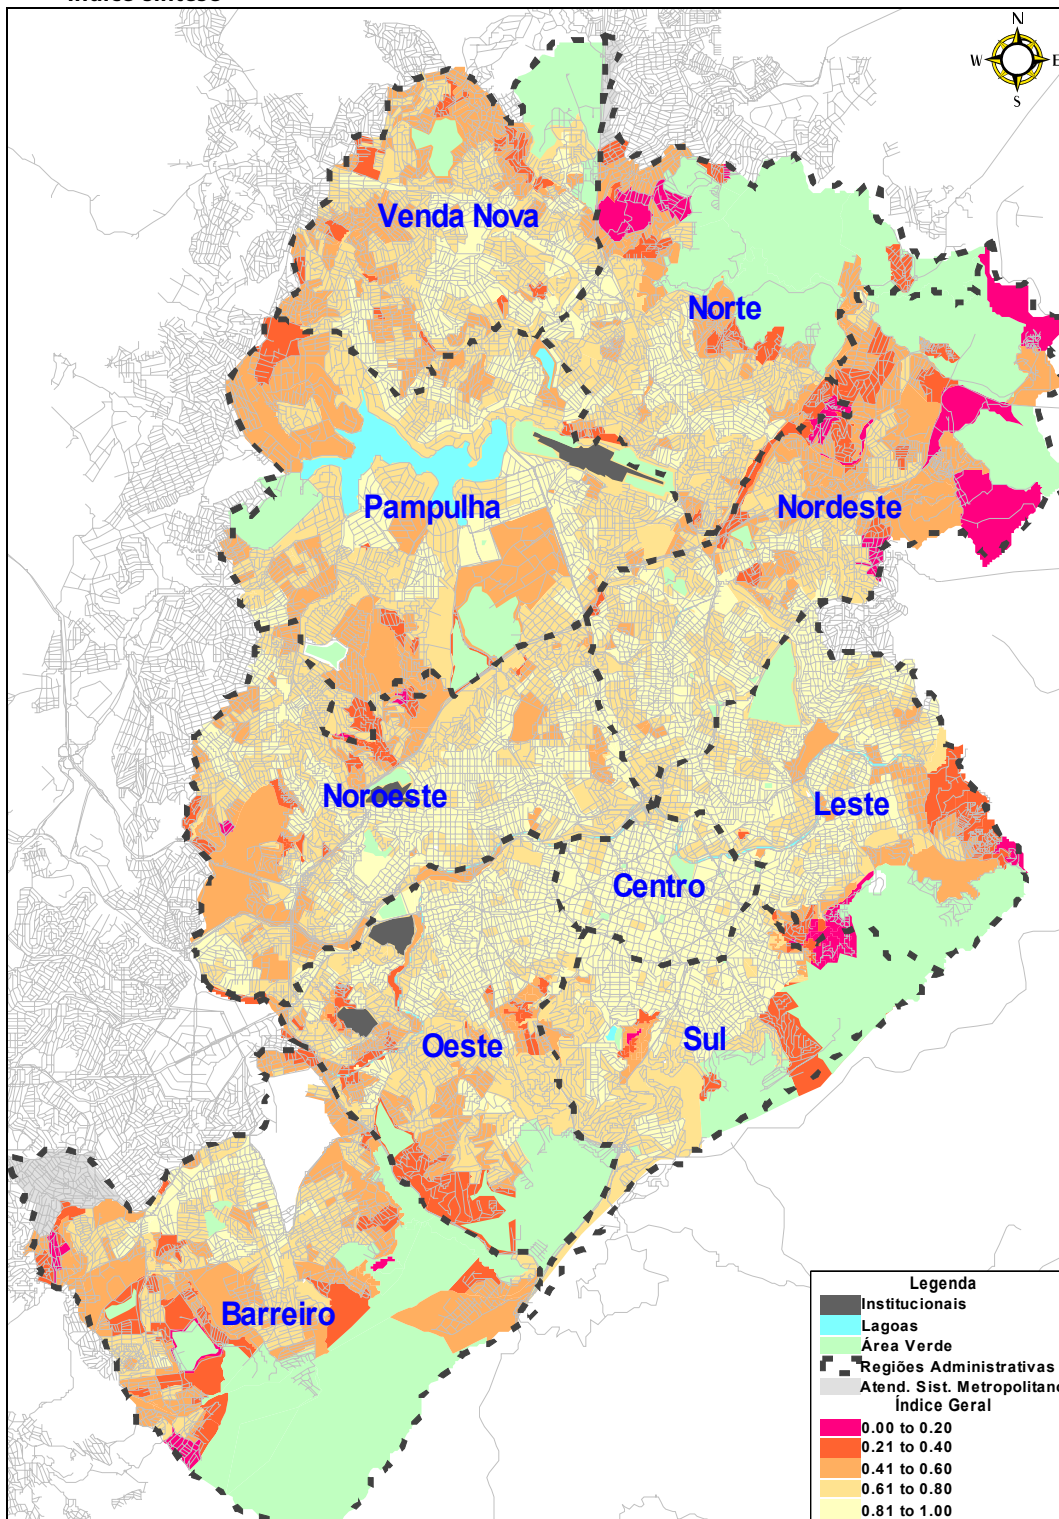 Índice síntese
N
W
E
S
Venda Nova
Norte
Pampulha
Nordeste
Noroeste
Leste
Centro
Oeste
Sul
Barreiro
Legenda
Institucionais
Lagoas
Área Verde
Regiões Administrativas
Atend. Sist. Metropolitano
Índice Geral
0.00 to 0.20
0.21 to 0.40
0.41 to 0.60
0.61 to 0.80
0.81 to 1.00